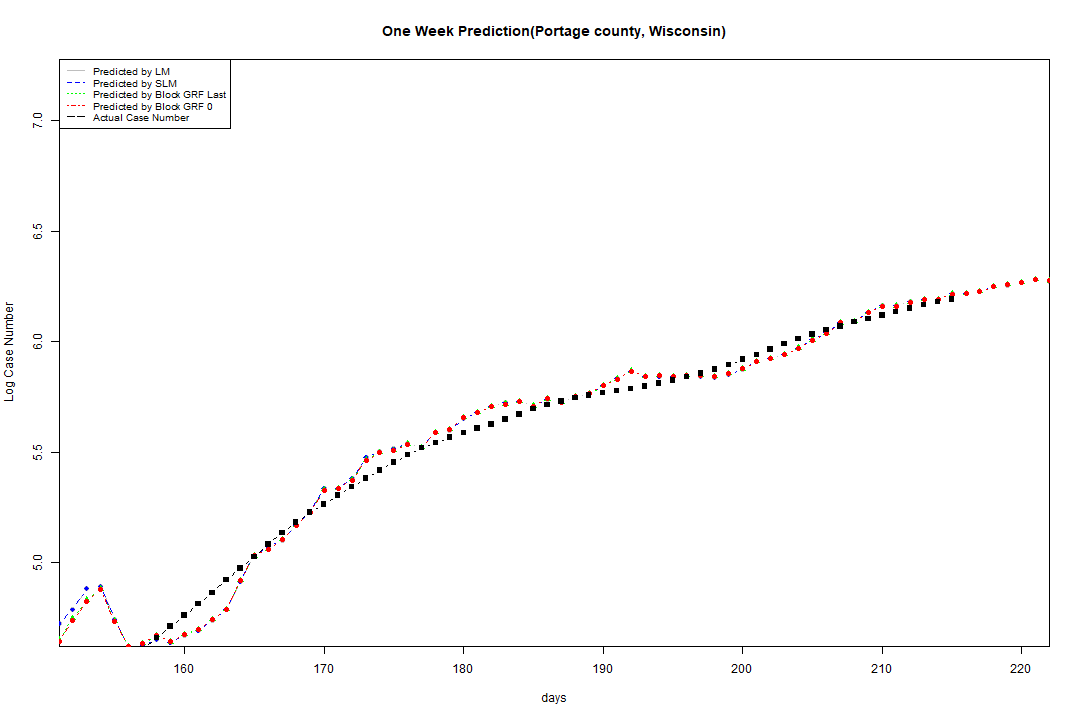 One Week Prediction(Portage county, Wisconsin)
Predicted by LM
Predicted by SLM
Predicted by Block GRF Last
Predicted by Block GRF 0
Actual Case Number
7.0
6.5
6.0
5.5
5.0
Log Case Number
160 170 180 190 200 210 220
days